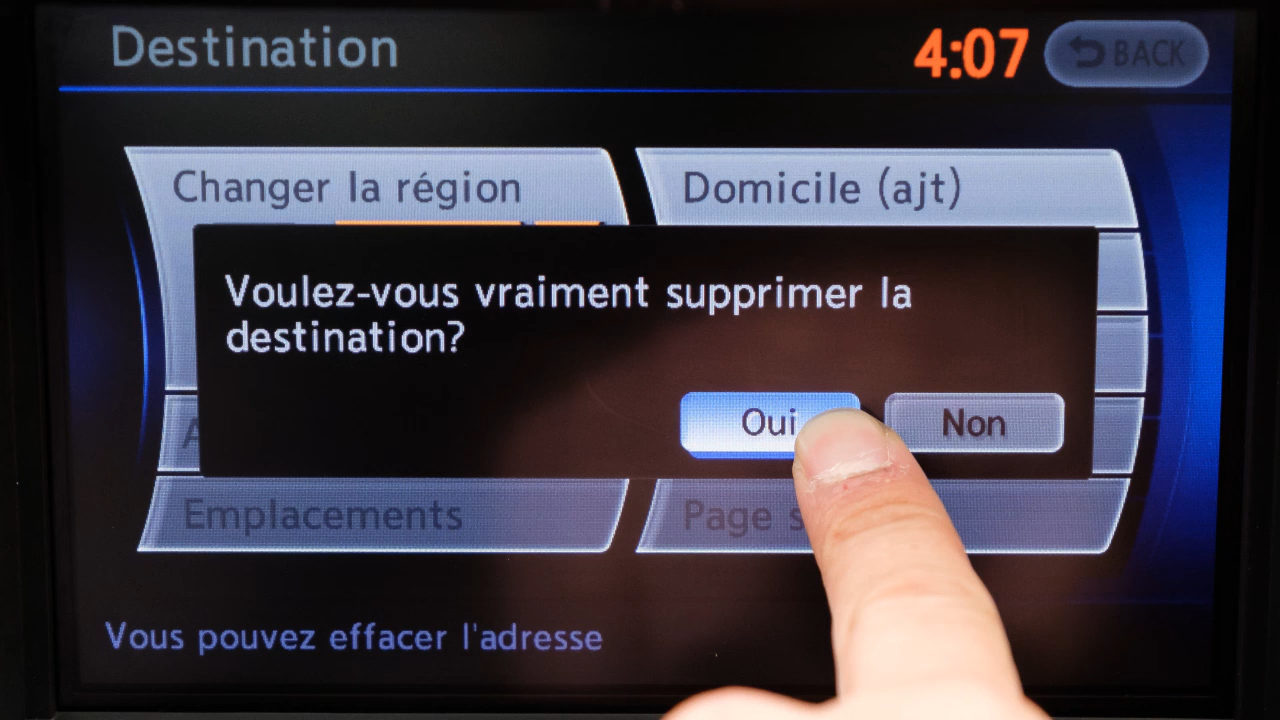 Destination
4:07
BACK
Changer la région
Domicile (ajt)
Voulez-vous vraiment supprimer la
destination?
Oui
Non
Emplacements
Page
Vous pouvez effacer l'adresse